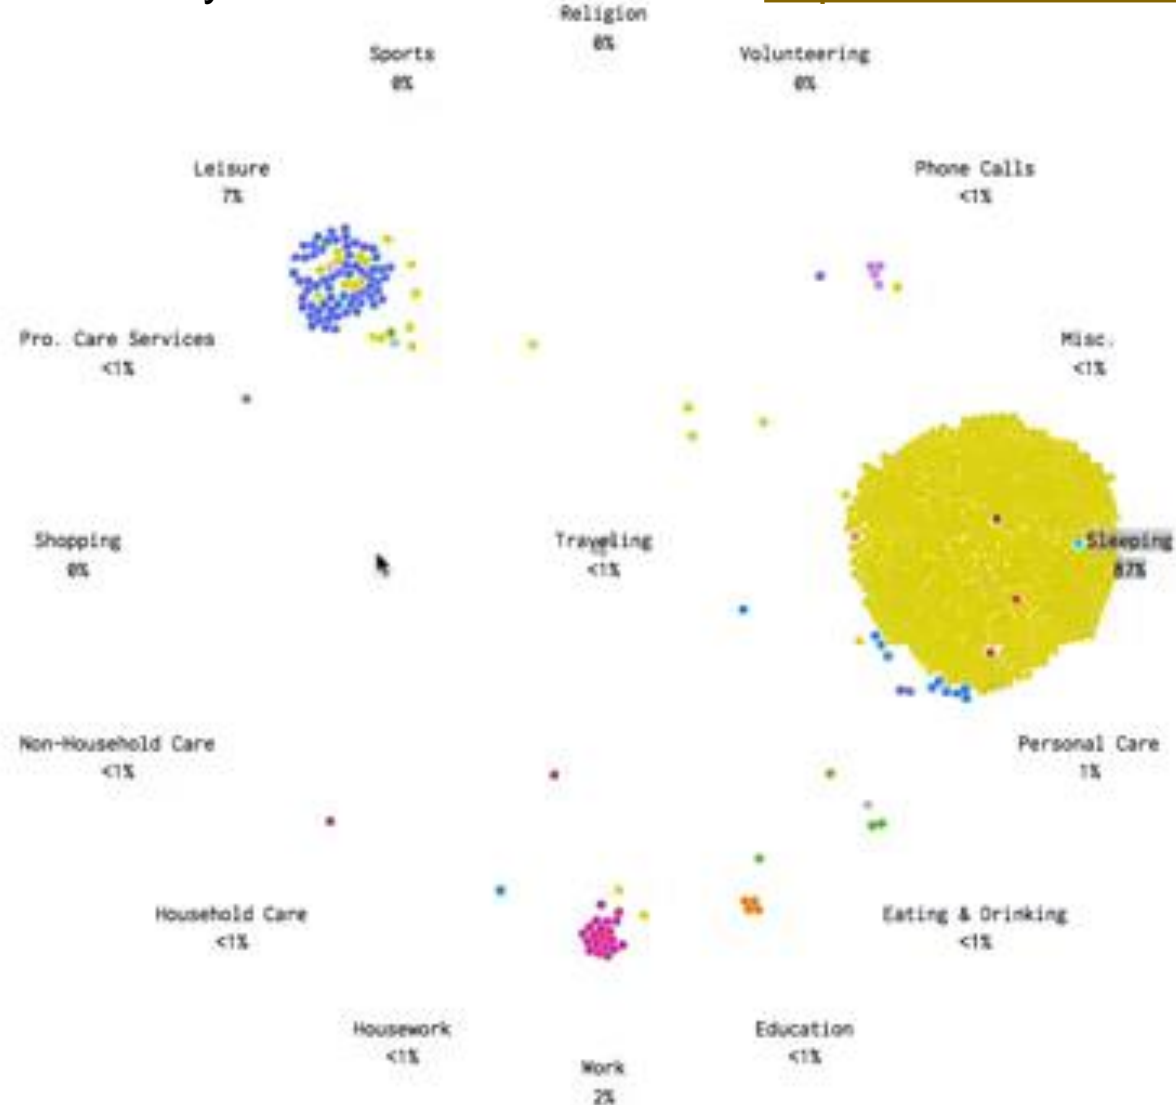 Religion
0%
Sports
0%
Volunteering
0%
Leisure
7%
Phone Calls
<1%
Pro. Care Services
<1%
Misc.
<1%
Shopping
0%
Traveling
<1%
Sleeping
87%
Non-Household Care
<1%
Personal Care
1%
Household Care
<1%
Eating & Drinking
<1%
Housework
<1%
Education
<1%
Work
2%